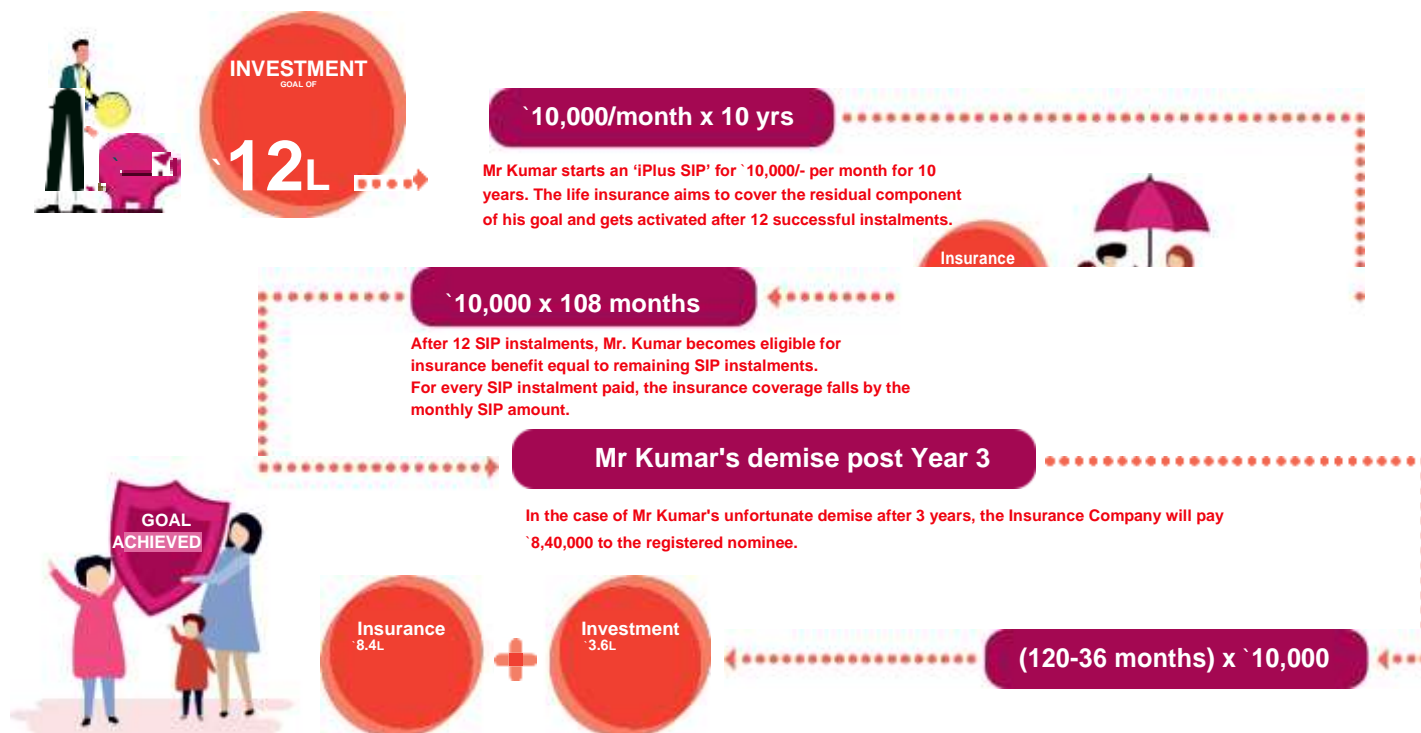 INVESTMENT
GOAL OF
`12L
`10,000/month x 10 yrs
Mr Kumar starts an ‘iPlus SIP’ for `10,000/- per month for 10
years. The life insurance aims to cover the residual component
of his goal and gets activated after 12 successful instalments.
Insurance
`10,000 x 108 months
After 12 SIP instalments, Mr. Kumar becomes eligible for
insurance benefit equal to remaining SIP instalments.
For every SIP instalment paid, the insurance coverage falls by the
monthly SIP amount.
Mr Kumar's demise post Year 3
In the case of Mr Kumar's unfortunate demise after 3 years, the Insurance Company will pay
`8,40,000 to the registered nominee.
GOAL
ACHIEVED
Insurance
`8.4L
Investment
`3.6L
(120-36 months) x `10,000